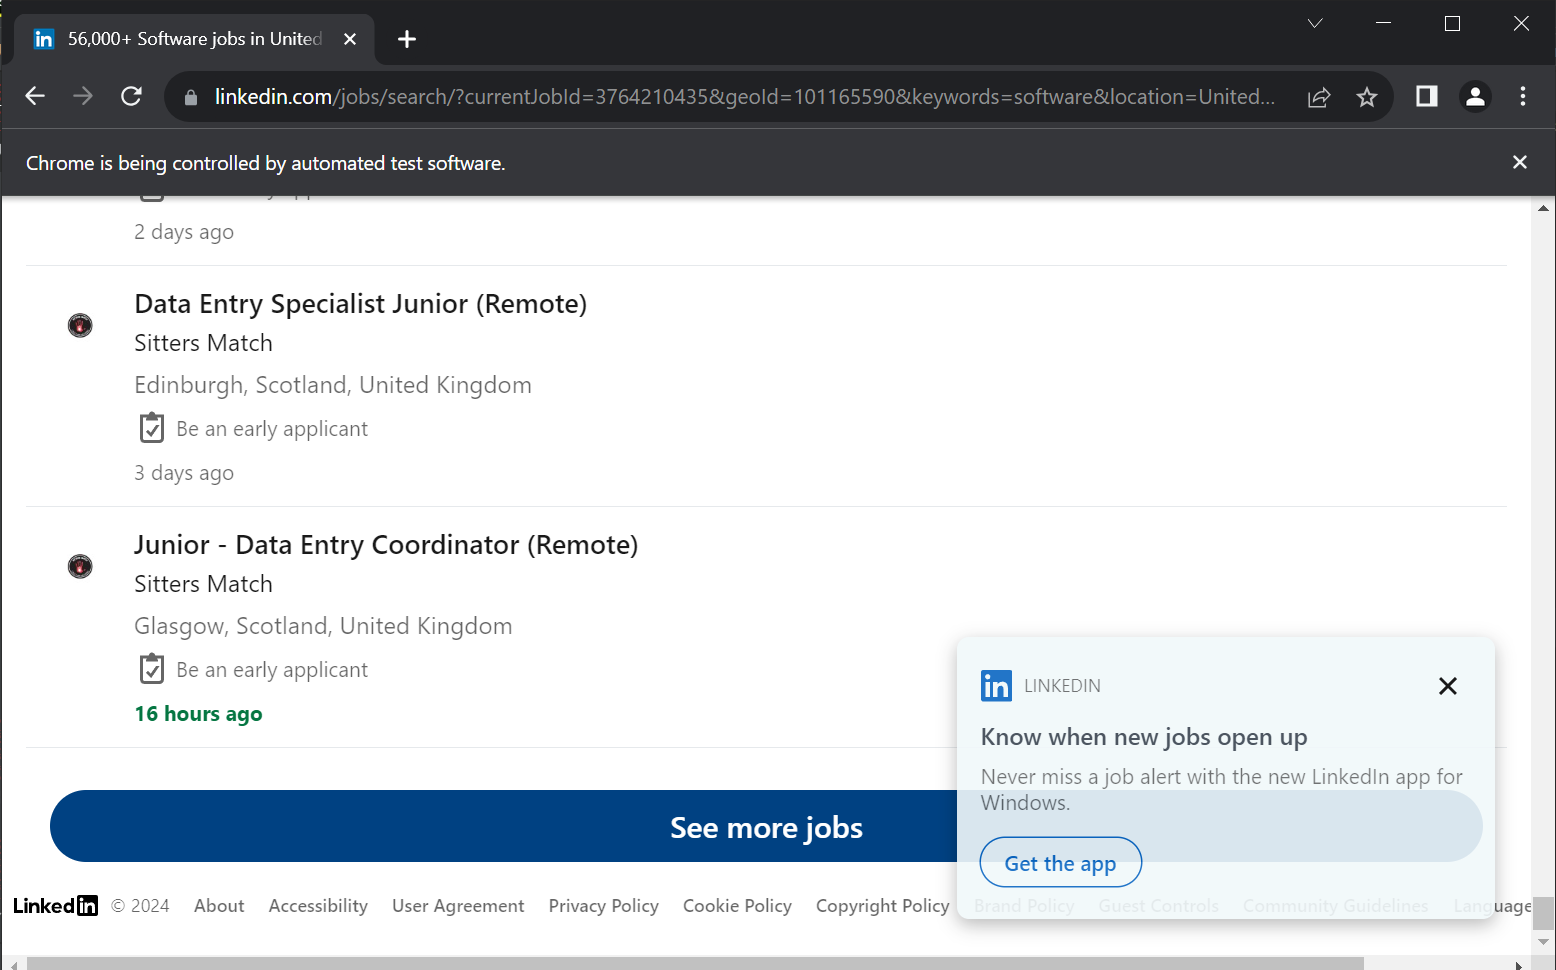 56,000+ Software jobs in United
linkedin.com/jobs/search/?currentJobId=3764210435&geoId=101165590&keywords=software&location=United...
Chrome is being controlled by automated test software.
2 days ago
Data Entry Specialist Junior (Remote)
Sitters Match
Edinburgh, Scotland, United Kingdom
Be an early applicant
3 days ago
Junior - Data Entry Coordinator (Remote)
Sitters Match
Glasgow, Scotland, United Kingdom
Be an early applicant
16 hours ago
in LINKEDIN
Know when new jobs open up
Never miss a job alert with the new LinkedIn app for
Windows.
Get the app
See more jobs
LinkedIn © 2024 About Accessibility User Agreement Privacy Policy Cookie Policy Copyright Policy Brand Policy Guest Controls Community Guidelines Language